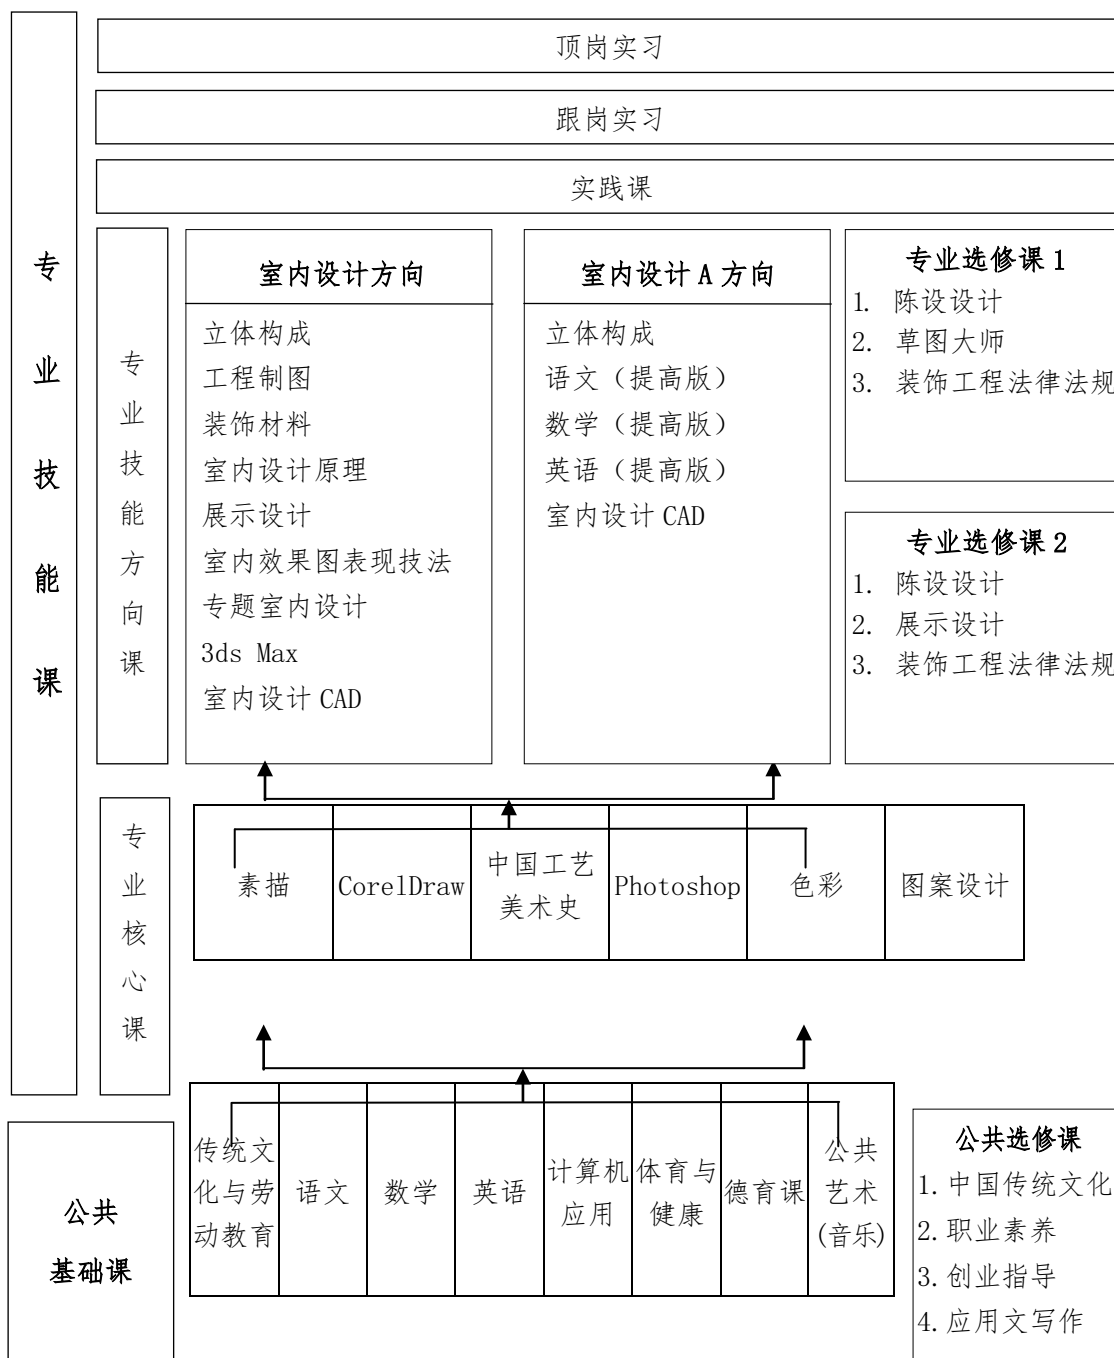 顶岗实习
跟岗实习
实践课
专
业
技
能
课
专
业
技
能
方
向
课
室内设计方向
立体构成
工程制图
装饰材料
室内设计原理
展示设计
室内效果图表现技法
专题室内设计
3ds Max
室内设计 CAD
室内设计 A 方向
立体构成
语文（提高版）
数学（提高版）
英语（提高版）
室内设计 CAD
专业选修课 1
1. 陈设设计
2. 草图大师
3. 装饰工程法律法规
专业选修课 2
1. 陈设设计
2. 展示设计
3. 装饰工程法律法规
专
业
核
心
课
素描
CorelDraw
中国工艺
美术史
Photoshop
色彩
图案设计
公共
基础课
传统文
化与劳
动教育
语文
数学
英语
计算机
应用
体育与
健康
德育课
公共
艺术
(音乐)
公共选修课
1.中国传统文化
2.职业素养
3.创业指导
4.应用文写作